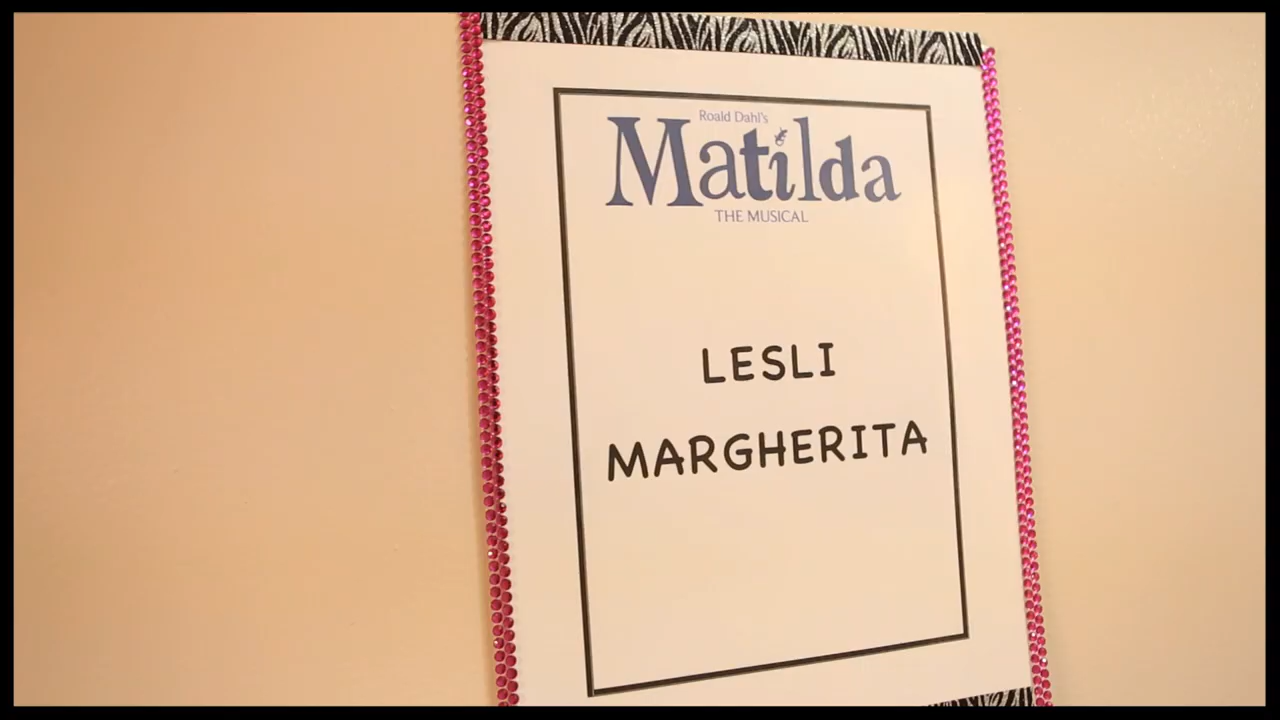 Roald Dahl's
Matilda
THE MUSICAL
LESLI
MARGHERITA